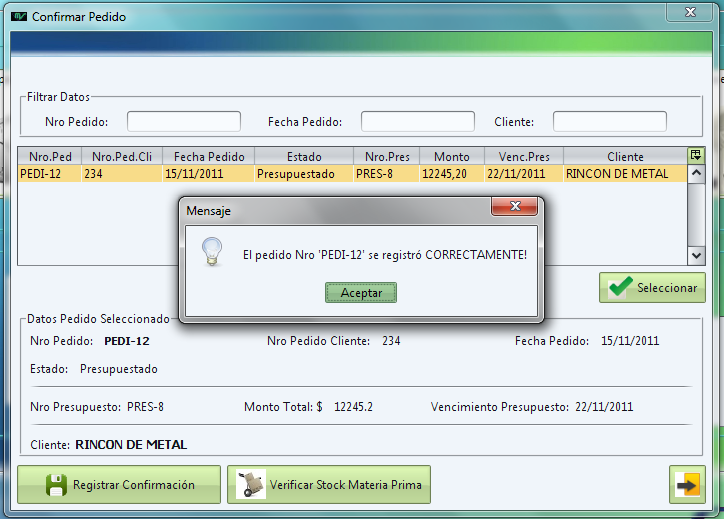 Confirmar Pedido
Filtrar Datos
Nro Pedido: Fecha Pedido: Cliente:
Nro.Ped Nro.Ped.Cli Fecha Pedido Estado Nro.Pres Monto Venc.Pres Cliente
PEDI-12 234 15/11/2011 Presupuestado PRES-8 12245,20 22/11/2011 RINCON DE METAL
Mensaje
El pedido Nro 'PEDI-12' se registró CORRECTAMENTE!
Aceptar
Seleccionar
Datos Pedido Seleccionado
Nro Pedido: PEDI-12 Nro Pedido Cliente: 234 Fecha Pedido: 15/11/2011
Estado: Presupuestado
Nro Presupuesto: PRES-8 Monto Total: $ 12245.2 Vencimiento Presupuesto: 22/11/2011
Cliente: RINCON DE METAL
Registrar Confirmación Verificar Stock Materia Prima